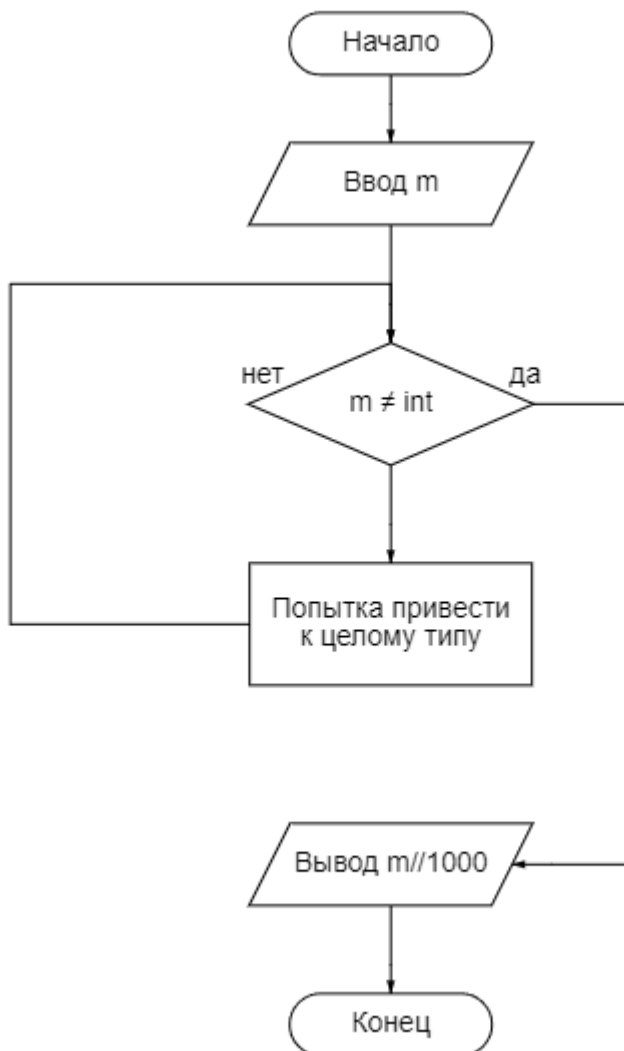 Начало
Ввод m
нет
да
m ≠ int
Попытка привести
к целому типу
Вывод m//1000
Конец